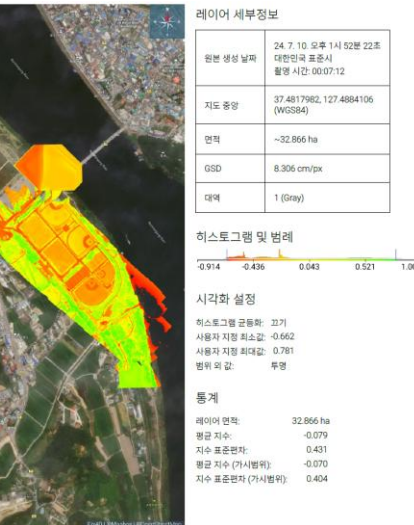 레이어 세부정보
원본 생성 날짜
24. 7. 10. 오후 1시 52분 22초
대한민국 표준시
촬영 시간: 00:07:12
지도 중앙
37.4817982, 127.4884106
(WGS84)
면적
~32.866 ha
GSD
8.306 cm/px
대역
1 (Gray)
히스토그램 및 범례
-0.914 -0.436 0.043 0.521 1.00
시각화 설정
히스토그램 균등화: 끄기
사용자 지정 최소값: -0.662
사용자 지정 최대값: 0.781
범위 외 값: 투명
통계
레이어 면적: 32.866 ha
평균 지수: -0.079
지수 표준편차: 0.431
평균 지수 (가시범위): -0.070
지수 표준편차 (가시범위): 0.404